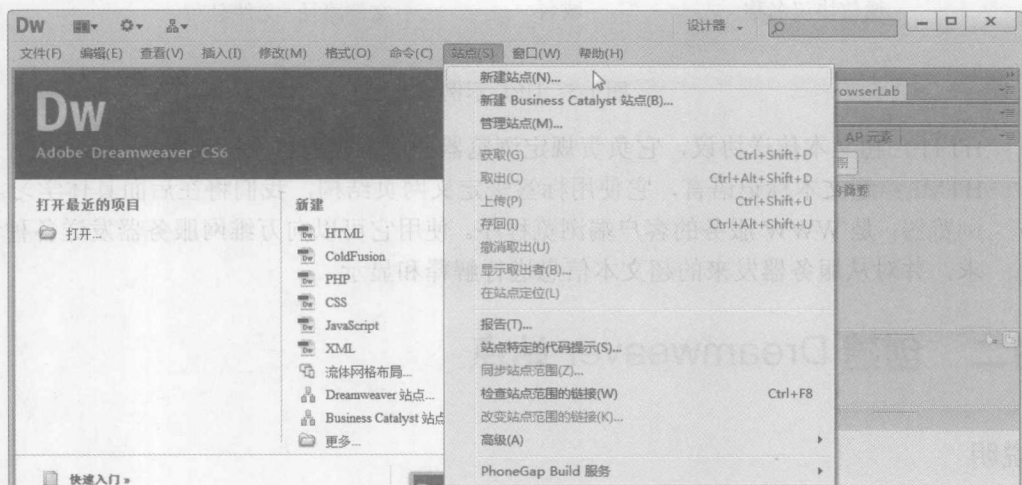 Dw 设计器
文件(F) 编辑(E) 查看(V) 插入(I) 修改(M) 格式(O) 命令(C) 站点(S) 窗口(W) 帮助(H)
Dw
Adobe Dreamweaver CS6
打开最近的项目
打开...
新建
HTML
ColdFusion
PHP
CSS
JavaScript
XML
流体网格布局...
Dreamweaver 站点...
Business Catalyst 站点
更多...
快速入门 »
新建站点(N)...
新建 Business Catalyst 站点(B)...
管理站点(M)...
获取(G) Ctrl+Shift+D
取出(C) Ctrl+Alt+Shift+D
上传(P) Ctrl+Shift+U
存回(I) Ctrl+Alt+Shift+U
撤消取出(U)
显示取出者(B)...
在站点定位(L)
报告(T)...
站点特定的代码提示(S)...
同步站点范围(Z)...
检查站点范围的链接(W) Ctrl+F8
改变站点范围的链接(K)...
高级(A)
PhoneGap Build 服务
rowserLab
AP 元素